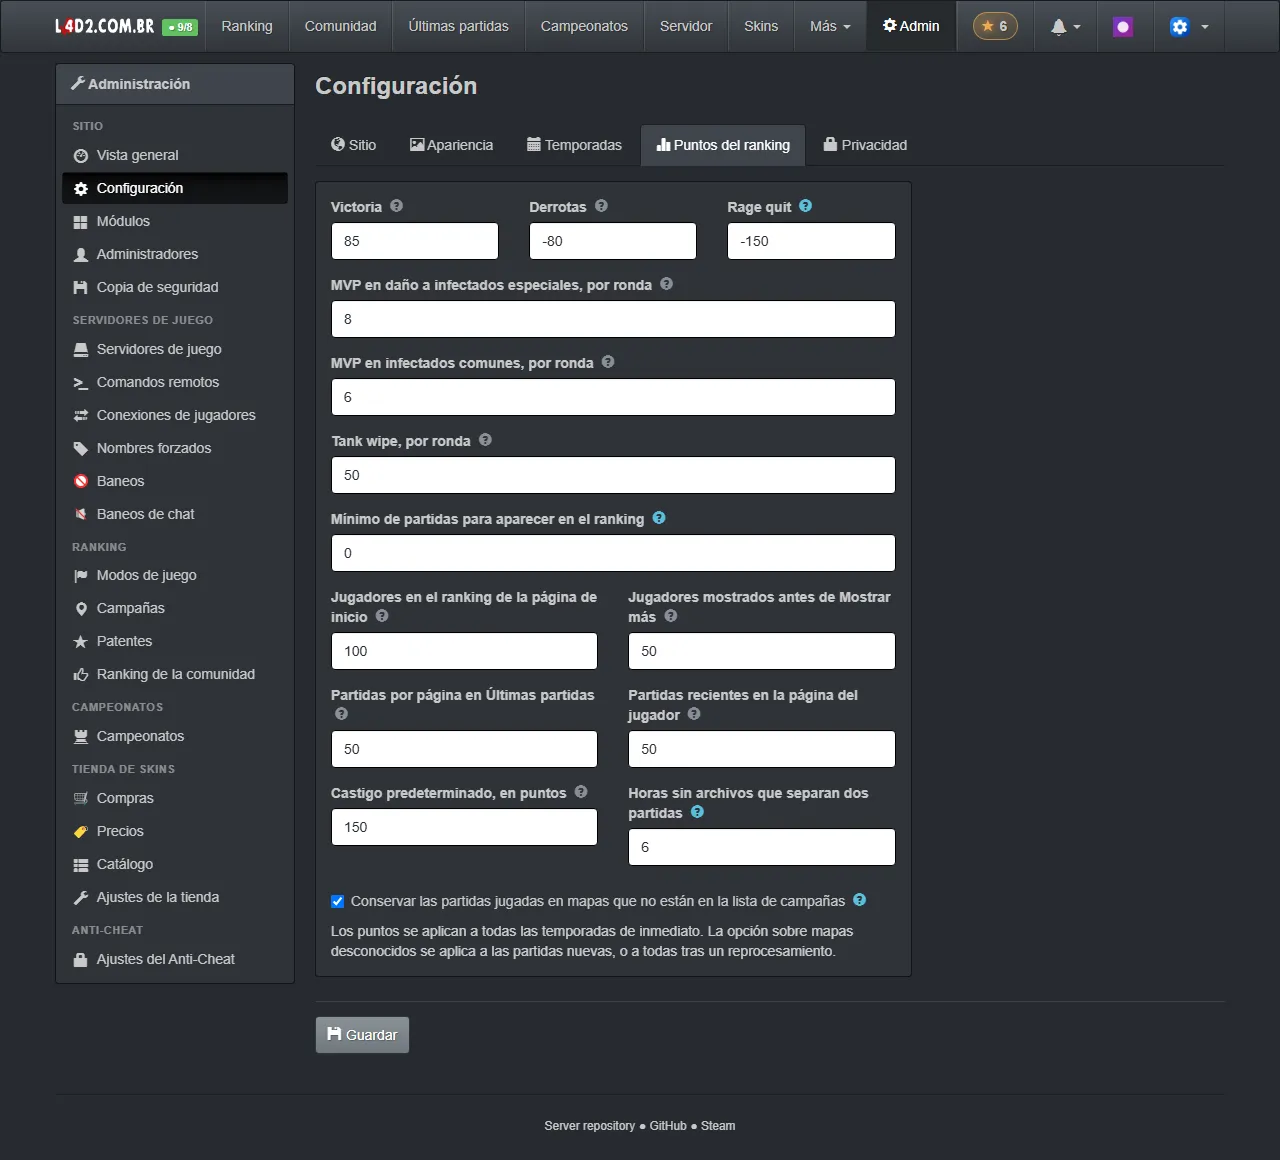 L4D2.COM.BR
● 9/8
Ranking
Comunidad
Últimas partidas
Campeonatos
Servidor
Skins
Más
Admin
★ 6
Administración
SITIO
Vista general
Configuración
Módulos
Administradores
Copia de seguridad
SERVIDORES DE JUEGO
Servidores de juego
Comandos remotos
Conexiones de jugadores
Nombres forzados
Baneos
Baneos de chat
RANKING
Modos de juego
Campañas
Patentes
Ranking de la comunidad
CAMPEONATOS
Campeonatos
TIENDA DE SKINS
Compras
Precios
Catálogo
Ajustes de la tienda
ANTI-CHEAT
Ajustes del Anti-Cheat
Configuración
Sitio
Apariencia
Temporadas
Puntos del ranking
Privacidad
Victoria ?
85
Derrotas ?
-80
Rage quit ?
-150
MVP en daño a infectados especiales, por ronda ?
8
MVP en infectados comunes, por ronda ?
6
Tank wipe, por ronda ?
50
Mínimo de partidas para aparecer en el ranking ?
0
Jugadores en el ranking de la página de
inicio ?
100
Jugadores mostrados antes de Mostrar
más ?
50
Partidas por página en Últimas partidas
?
50
Partidas recientes en la página del
jugador ?
50
Castigo predeterminado, en puntos ?
150
Horas sin archivos que separan dos
partidas ?
6
Conservar las partidas jugadas en mapas que no están en la lista de campañas ?
Los puntos se aplican a todas las temporadas de inmediato. La opción sobre mapas
desconocidos se aplica a las partidas nuevas, o a todas tras un reprocesamiento.
Guardar
Server repository ● GitHub ● Steam